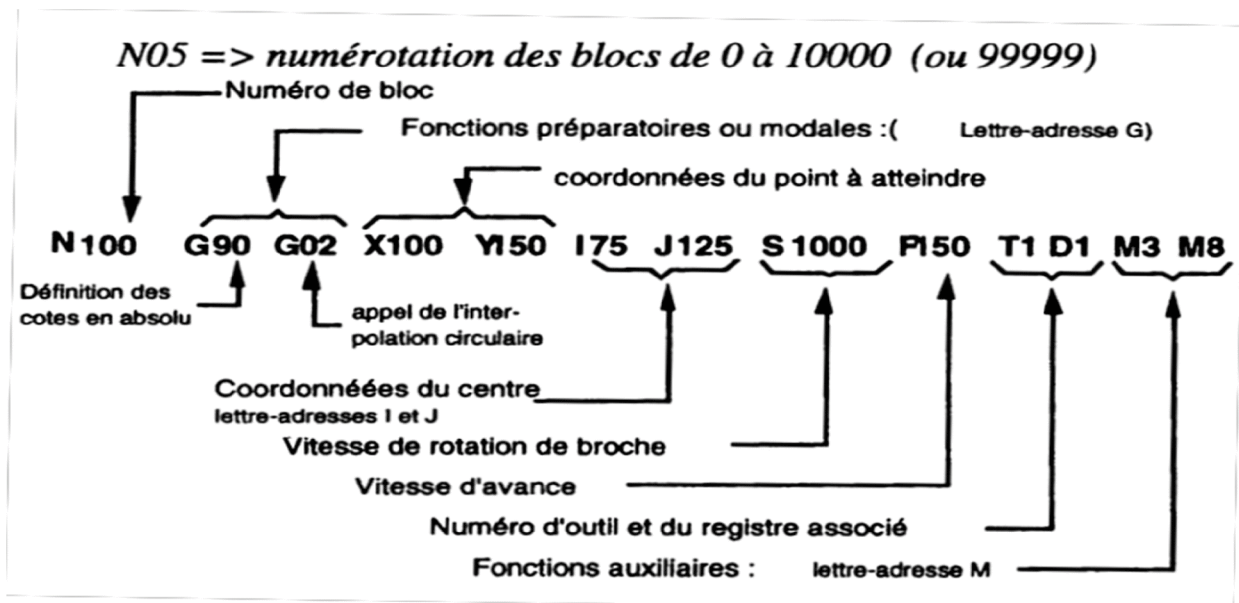 N05 => numérotation des blocs de 0 à 10000 (ou 99999)
Numéro de bloc
Fonctions préparatoires ou modales :( Lettre-adresse G)
coordonnées du point à atteindre
N100 G90 G02 X100 Y150 I75 J125 S1000 P150 T1 D1 M3 M8
Définition des
cotes en absolu
appel de l'inter-
polation circulaire
Coordonnéées du centre
lettre-adresses I et J
Vitesse de rotation de broche
Vitesse d'avance
Numéro d'outil et du registre associé
Fonctions auxiliaires : lettre-adresse M